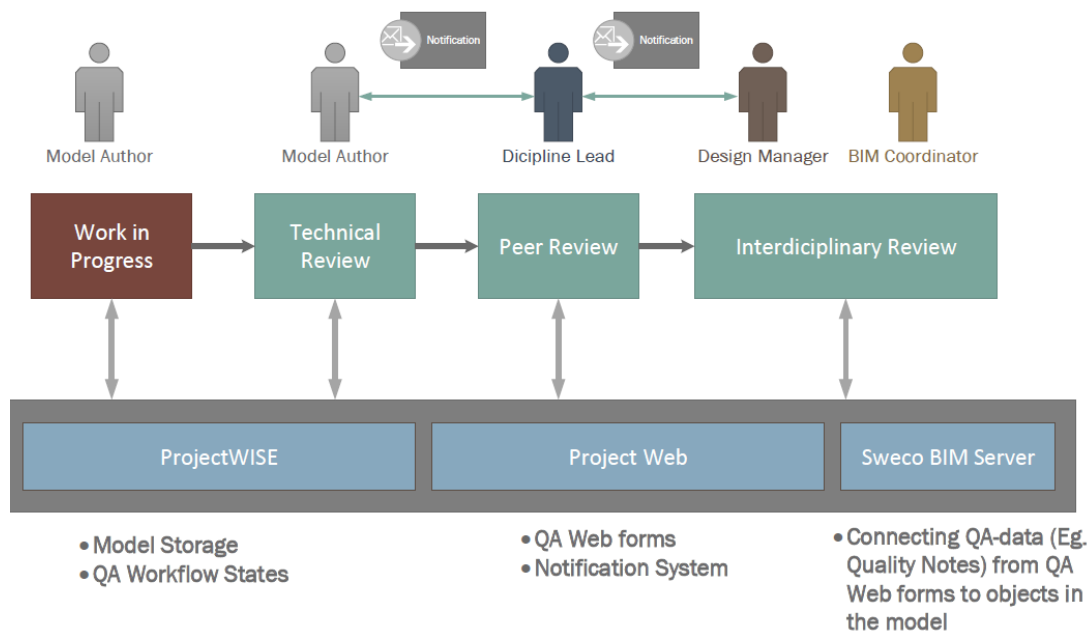 Notification
Notification
Model Author
Model Author
Dicipline Lead
Design Manager
BIM Coordinator
Work in
Progress
Technical
Review
Peer Review
Interdiciplinary Review
ProjectWISE
Project Web
Sweco BIM Server
• Model Storage
• QA Workflow States
• QA Web forms
• Notification System
• Connecting QA-data (Eg.
Quality Notes) from QA
Web forms to objects in
the model